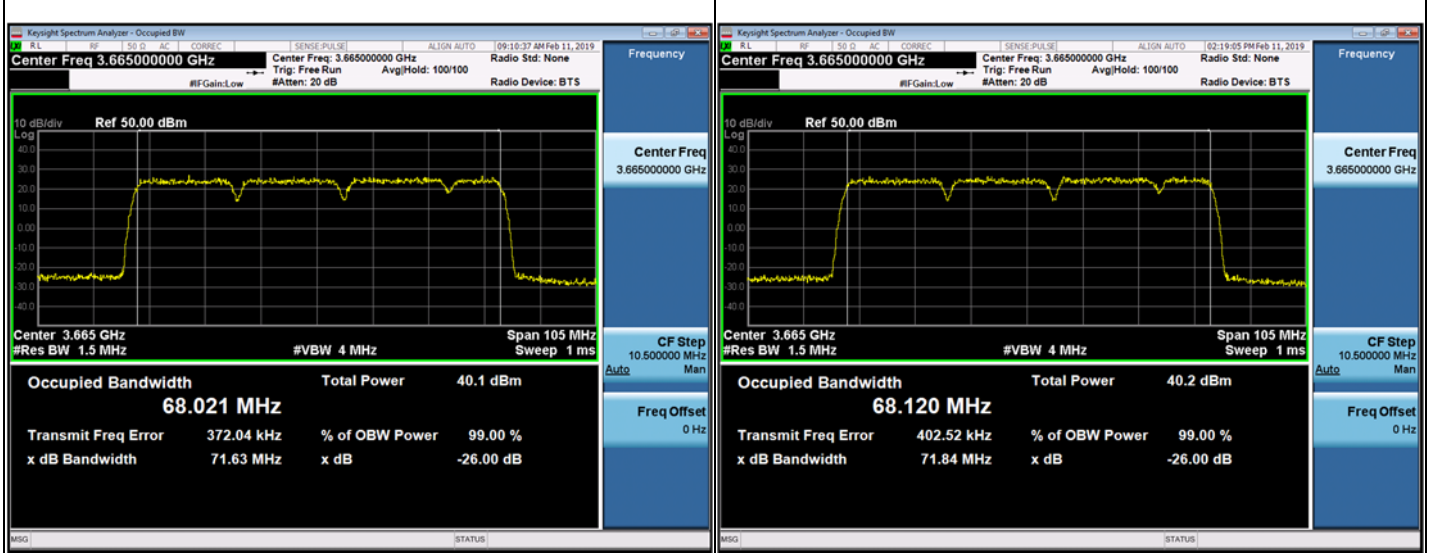 Keysight Spectrum Analyzer - Occupied BW
RL RF 50 Ω AC CORREC SENSE:PULSE ALIGN AUTO 09:10:37 AM Feb 11, 2019
Center Freq 3.665000000 GHz
Center Freq: 3.665000000 GHz
Radio Std: None
Trig: Free Run Avg|Hold: 100/100
#IFGain:Low #Atten: 20 dB Radio Device: BTS
10 dB/div Ref 50.00 dBm
Log
40.0
30.0
20.0
10.0
0.00
-10.0
-20.0
-30.0
-40.0
Center 3.665 GHz Span 105 MHz
#Res BW 1.5 MHz #VBW 4 MHz Sweep 1 ms
Occupied Bandwidth Total Power 40.1 dBm
68.021 MHz
Transmit Freq Error 372.04 kHz % of OBW Power 99.00 %
x dB Bandwidth 71.63 MHz x dB -26.00 dB
MSG STATUS
Frequency
Center Freq
3.665000000 GHz
CF Step
10.500000 MHz
Auto Man
Freq Offset
0 Hz
Keysight Spectrum Analyzer - Occupied BW
RL RF 50 Ω AC CORREC SENSE:PULSE ALIGN AUTO 02:19:05 PM Feb 11, 2019
Center Freq 3.665000000 GHz
Center Freq: 3.665000000 GHz
Radio Std: None
Trig: Free Run Avg|Hold: 100/100
#IFGain:Low #Atten: 20 dB Radio Device: BTS
10 dB/div Ref 50.00 dBm
Log
40.0
30.0
20.0
10.0
0.00
-10.0
-20.0
-30.0
-40.0
Center 3.665 GHz Span 105 MHz
#Res BW 1.5 MHz #VBW 4 MHz Sweep 1 ms
Occupied Bandwidth Total Power 40.2 dBm
68.120 MHz
Transmit Freq Error 402.52 kHz % of OBW Power 99.00 %
x dB Bandwidth 71.84 MHz x dB -26.00 dB
MSG STATUS
Frequency
Center Freq
3.665000000 GHz
CF Step
10.500000 MHz
Auto Man
Freq Offset
0 Hz